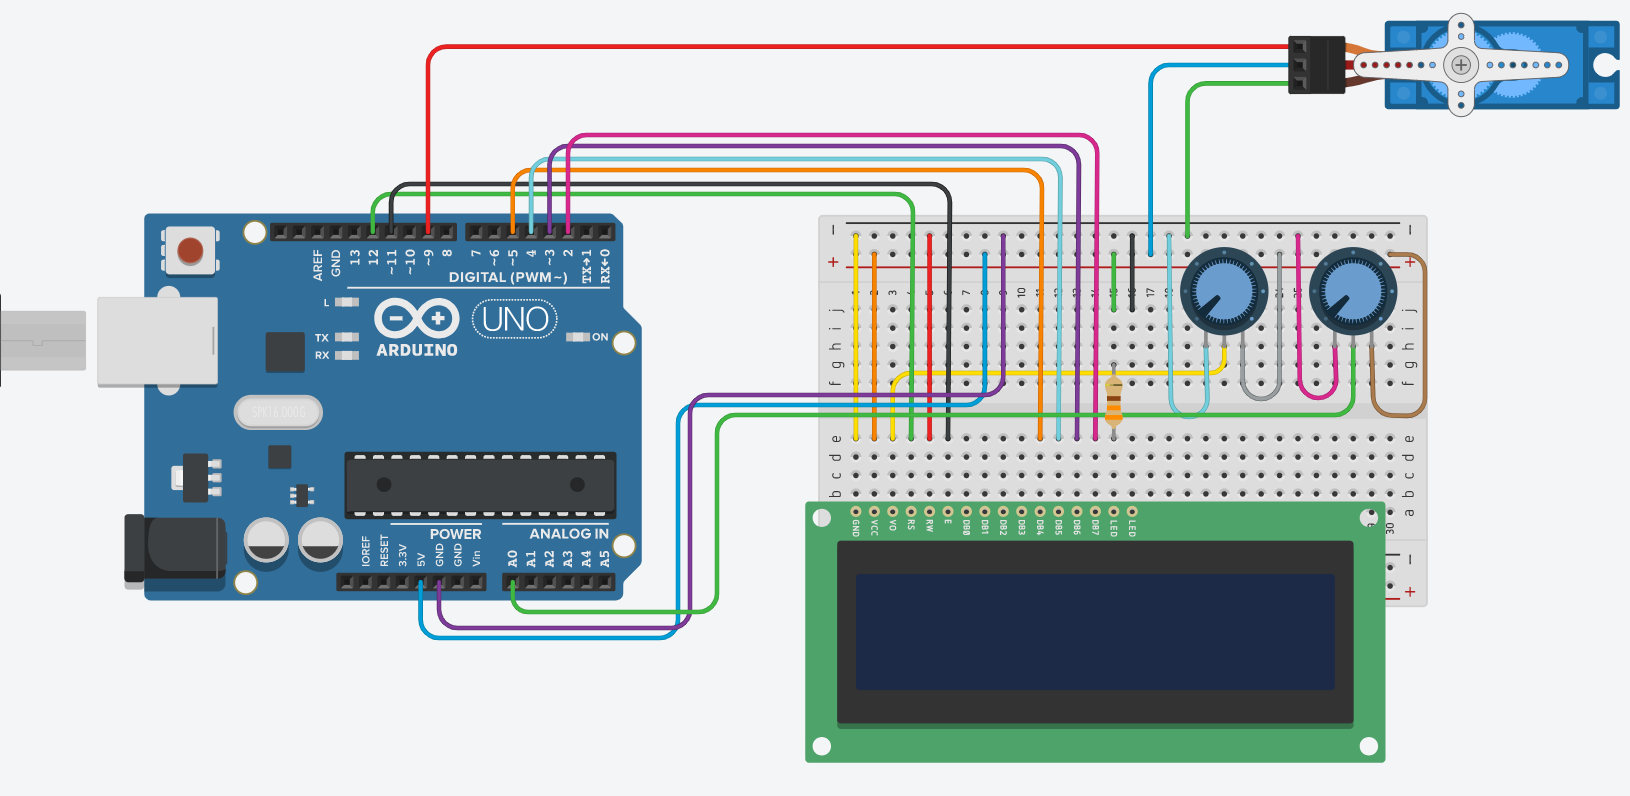 AREF
GND
13
12
~11
~10
~9
8
7
~6
~5
4
~3
2
TX→1
RX←0
DIGITAL (PWM~)
L
TX
RX
UNO
ARDUINO
ON
SPK16.000G
POWER
ANALOG IN
IOREF
RESET
3.3V
5V
GND
GND
Vin
A0
A1
A2
A3
A4
A5
− −
+ +
7 10 17
j j
i i
h h
g g
f f
e e
d d
c c
b b
a
30
−
+
GND VCC VO RS RW E DB0 DB1 DB2 DB3 DB4 DB5 DB6 DB7 LED LED